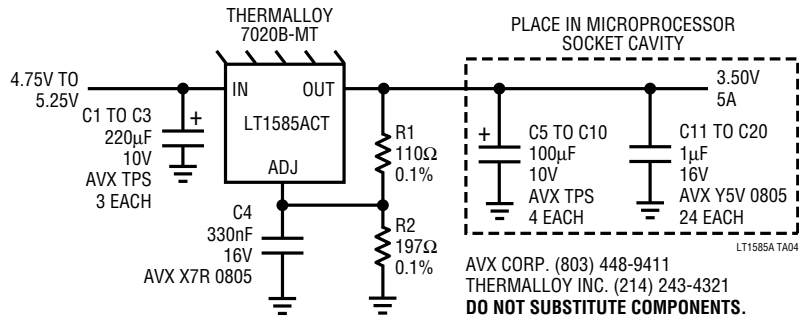 THERMALLOY
7020B-MT
PLACE IN MICROPROCESSOR
SOCKET CAVITY
4.75V TO
5.25V
IN
OUT
LT1585ACT
ADJ
C1 TO C3
220µF
10V
AVX TPS
3 EACH
+
R1
110Ω
0.1%
C4
330nF
16V
AVX X7R 0805
R2
197Ω
0.1%
+
C5 TO C10
100µF
10V
AVX TPS
4 EACH
C11 TO C20
1µF
16V
AVX Y5V 0805
24 EACH
3.50V
5A
LT1585A TA04
AVX CORP. (803) 448-9411
THERMALLOY INC. (214) 243-4321
DO NOT SUBSTITUTE COMPONENTS.